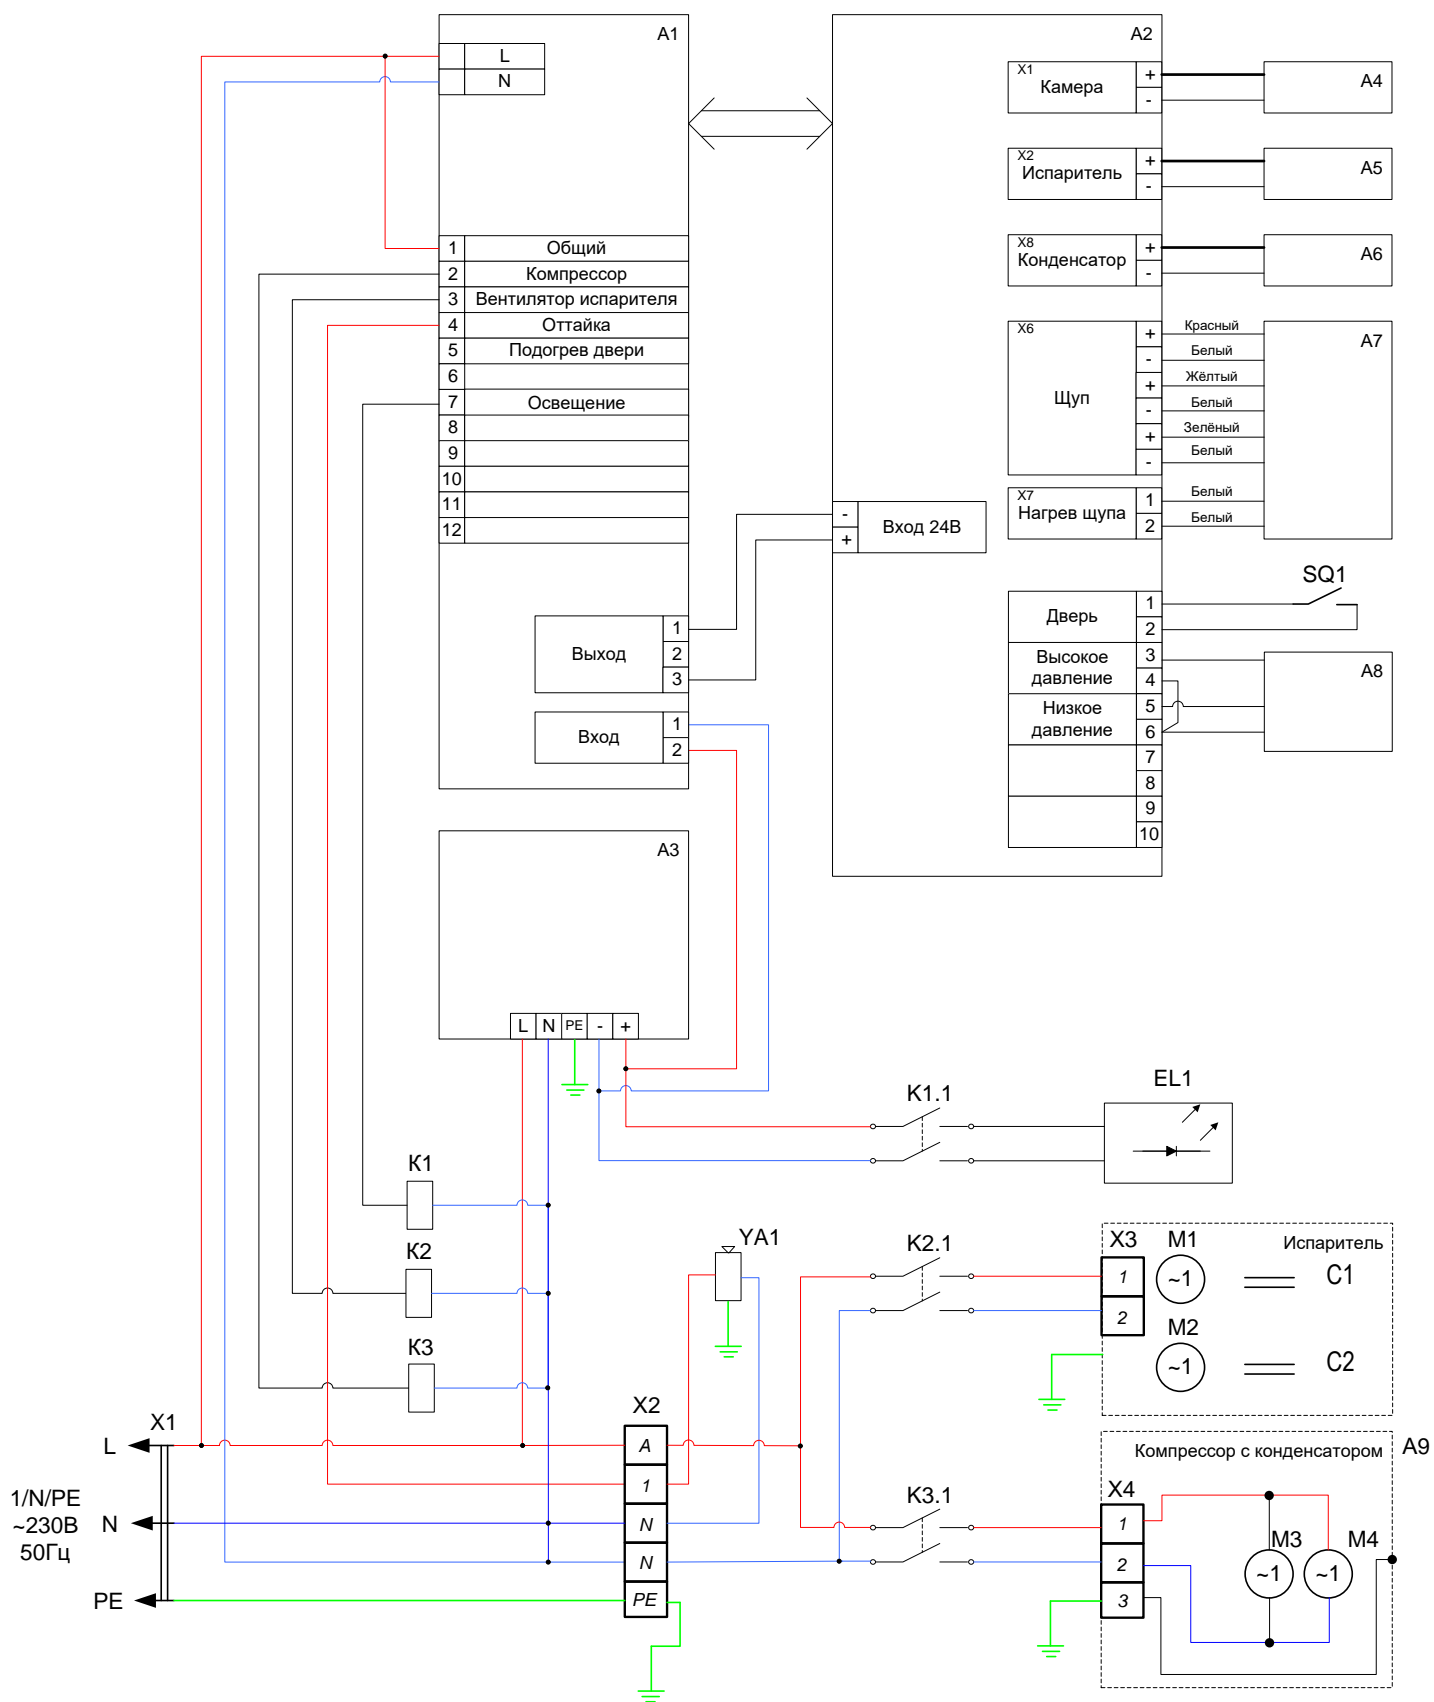 A1
L
N
1 Общий
2 Компрессор
3 Вентилятор испарителя
4 Оттайка
5 Подогрев двери
6
7 Освещение
8
9
10
11
12
Выход
1
2
3
Вход
1
2
A2
X1
Камера
+
-
A4
X2
Испаритель
+
-
A5
X8
Конденсатор
+
-
A6
X6
Щуп
+
-
+
-
+
-
Красный
Белый
Жёлтый
Белый
Зелёный
Белый
A7
X7
Нагрев щупа
1
2
Белый
Белый
-
+
Вход 24В
SQ1
Дверь
1
2
Высокое
давление
3
4
Низкое
давление
5
6
7
8
9
10
A8
A3
L N PE - +
K1.1
EL1
К1
К2
К3
YA1
K2.1
X3
1
2
M1
~1
Испаритель
C1
M2
~1
C2
X1
L
1/N/PE
~230В
50Гц
N
PE
X2
A
1
N
N
PE
K3.1
Компрессор с конденсатором
A9
X4
1
2
3
M3
~1
M4
~1